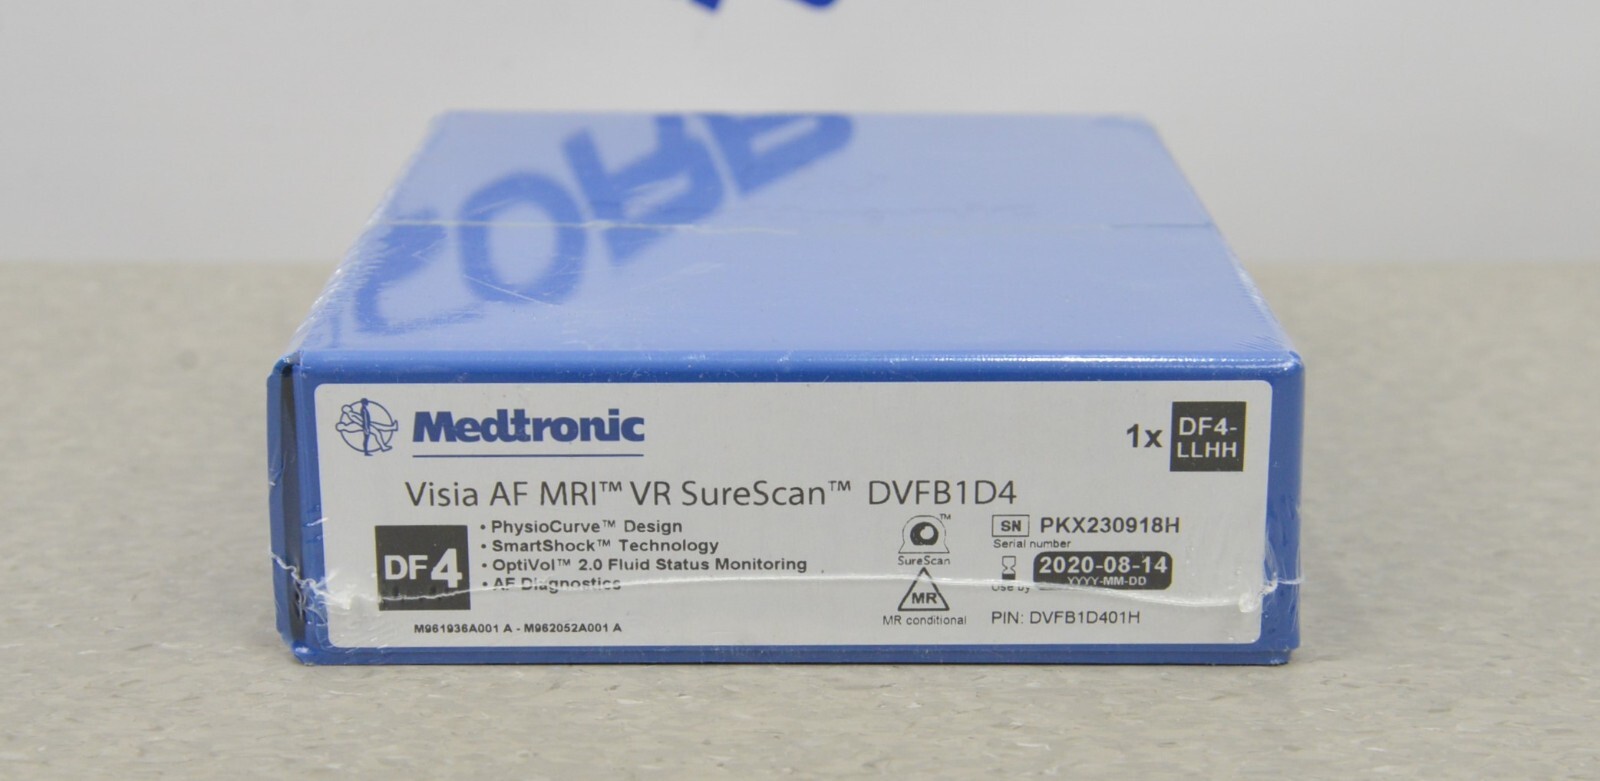 Medtronic
1x DF4-
LLHH
Visia AF MRI™ VR SureScan™ DVFB1D4
DF4
• PhysioCurve™ Design
• SmartShock™ Technology
• OptiVol™ 2.0 Fluid Status Monitoring
• AF Diagnostics
M961936A001 A - M962052A001 A
TM
SureScan
MR
MR conditional
SN PKX230918H
Serial number
2020-08-14
YYYY-MM-DD
Use by
PIN: DVFB1D401H